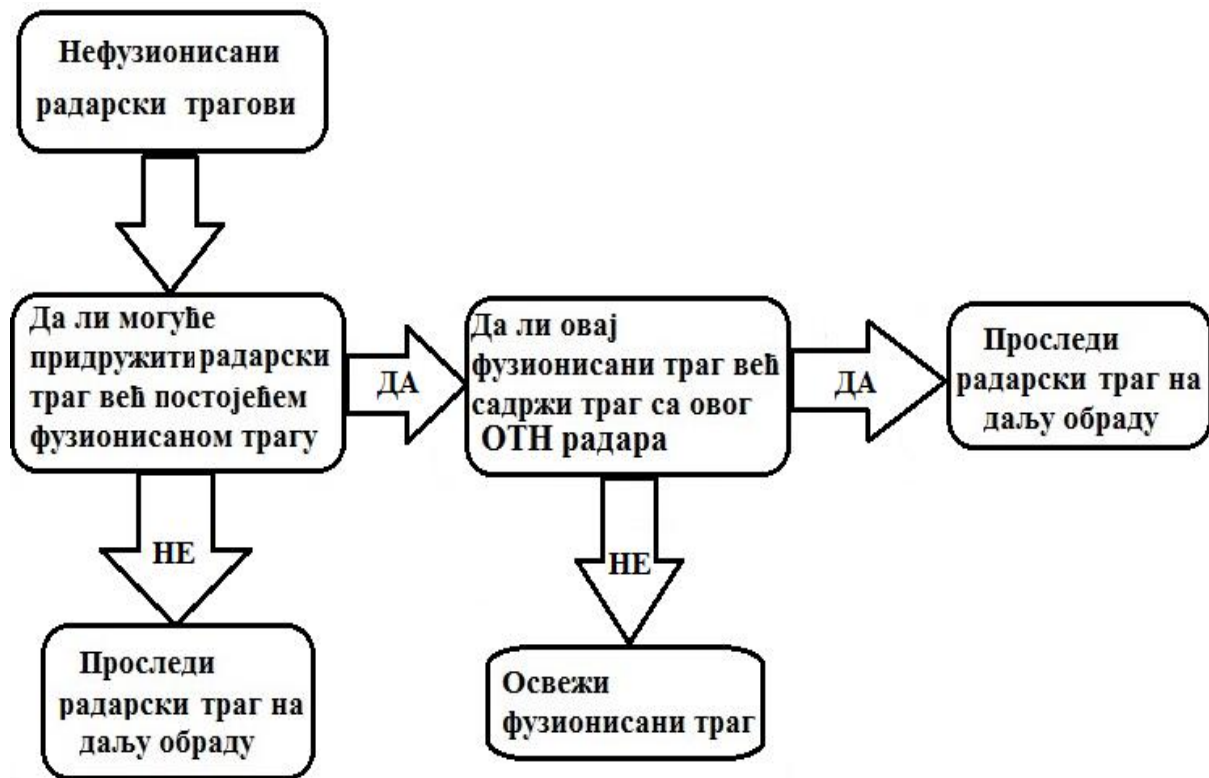 Нефузионисани
радарски трагови
Да ли могуће
придружити радарски
траг већ постојећем
фузионисаном трагу
ДА
Да ли овај
фузионисани траг већ
садржи траг са овог
ОТН радара
ДА
Проследи
радарски траг на
даљу обраду
НЕ
НЕ
Проследи
радарски траг на
даљу обраду
Освежи
фузионисани траг